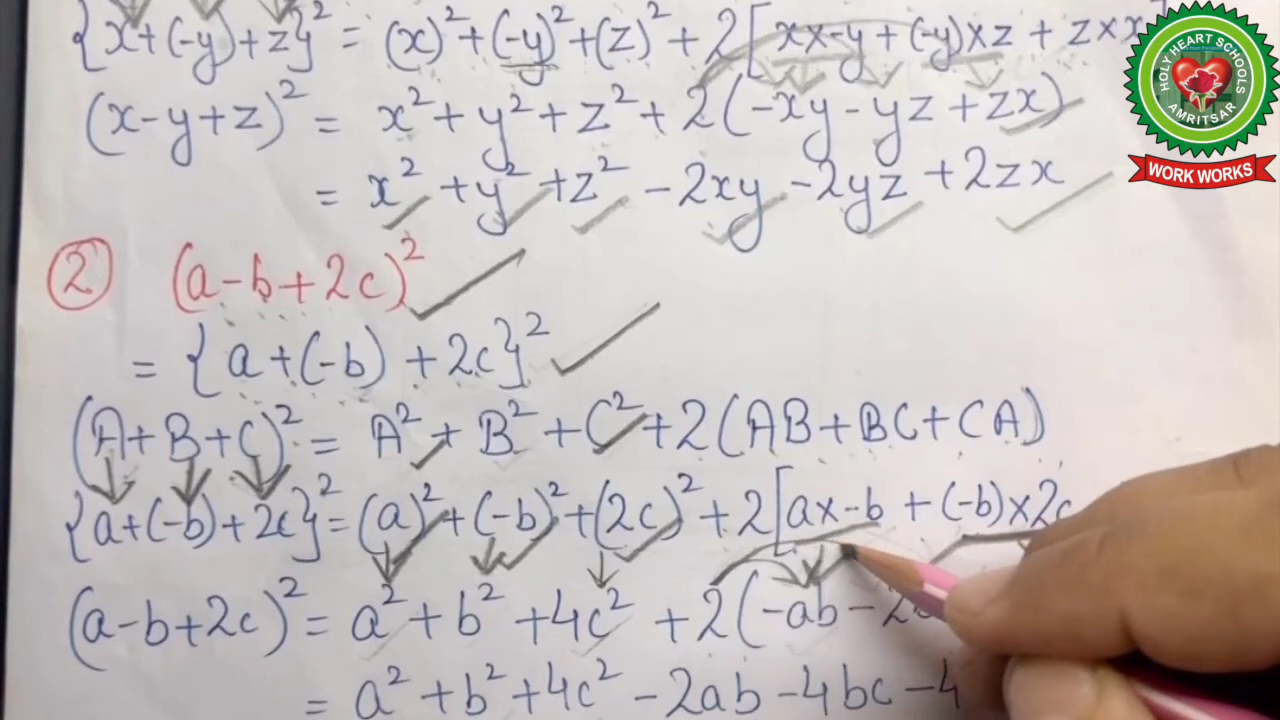 {x+(-y)+z}² = (x)²+(-y)²+(z)² + 2[x×-y+(-y)×z + z×x]
(x-y+z)² = x²+y²+z²+2(-xy-yz+zx)
= x²+y²+z²-2xy-2yz+2zx
② (a-b+2c)²
= {a+(-b)+2c}²
(A+B+C)² = A²+B²+C²+2(AB+BC+CA)
{a+(-b)+2c}² = (a)²+(-b)²+(2c)²+2[a×-b+(-b)×2c
(a-b+2c)² = a²+b²+4c²+2(-ab-2
= a²+b²+4c²-2ab-4bc-4
HOLY HEART SCHOOLS
AMRITSAR
WORK WORKS